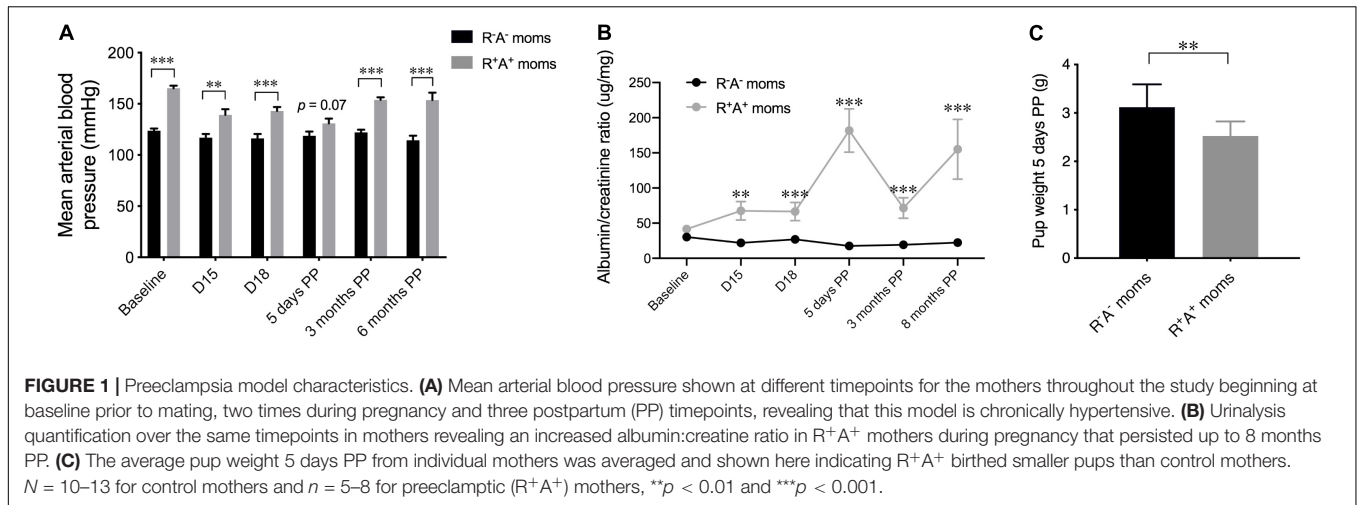 A
R-A- moms
R+A+ moms
Mean arterial blood
pressure (mmHg)
200
150
100
50
0
***
**
***
p = 0.07
***
***
Baseline
D15
D18
5 days PP
3 months PP
6 months PP
B
R-A- moms
R+A+ moms
Albumin/creatinine ratio (ug/mg)
250
200
150
100
50
0
**
***
***
***
***
Baseline
D15
D18
5 days PP
3 months PP
8 months PP
C
**
Pup weight 5 days PP (g)
4
3
2
1
0
R-A- moms
R+A+ moms
FIGURE 1 | Preeclampsia model characteristics. (A) Mean arterial blood pressure shown at different timepoints for the mothers throughout the study beginning at
baseline prior to mating, two times during pregnancy and three postpartum (PP) timepoints, revealing that this model is chronically hypertensive. (B) Urinalysis
quantification over the same timepoints in mothers revealing an increased albumin:creatine ratio in R+A+ mothers during pregnancy that persisted up to 8 months
PP. (C) The average pup weight 5 days PP from individual mothers was averaged and shown here indicating R+A+ birthed smaller pups than control mothers.
N = 10–13 for control mothers and n = 5–8 for preeclamptic (R+A+) mothers, **p < 0.01 and ***p < 0.001.